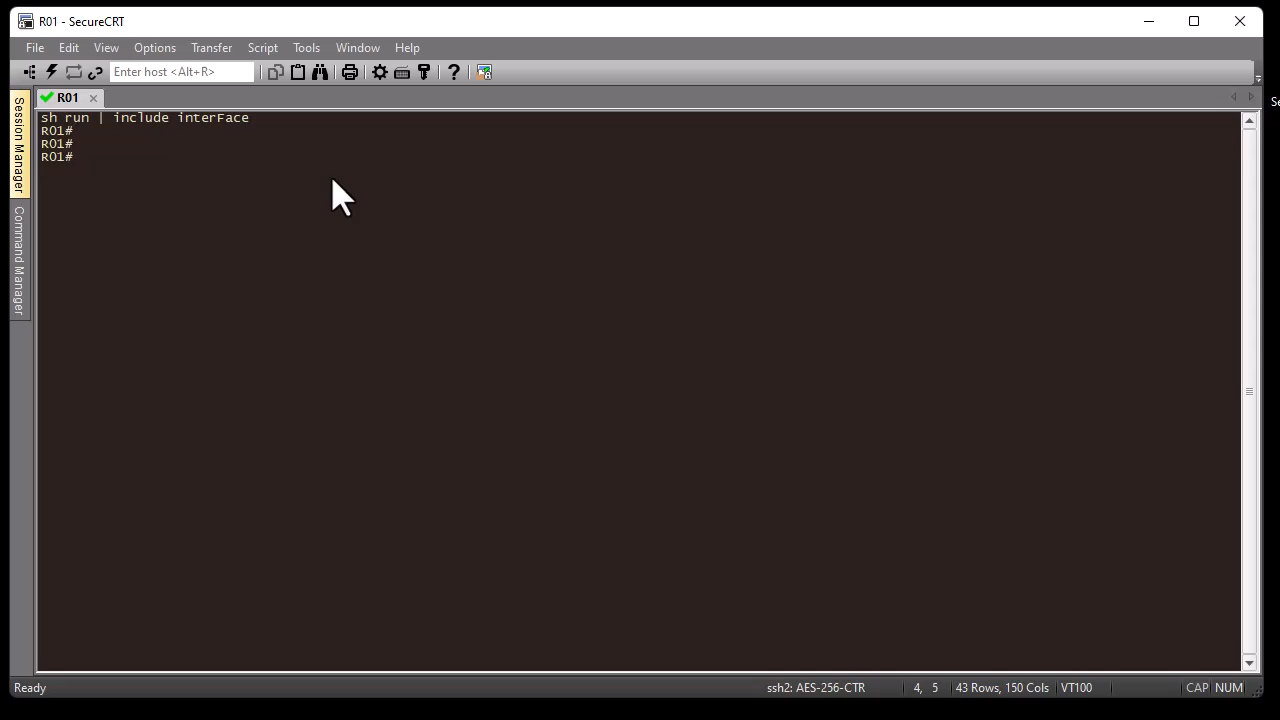 R01 - SecureCRT
File Edit View Options Transfer Script Tools Window Help
Enter host <Alt+R>
R01
Session Manager
Command Manager
sh run | include interFace
R01#
R01#
R01#
Ready ssh2: AES-256-CTR 4, 5 43 Rows, 150 Cols VT100 CAP NUM
Se